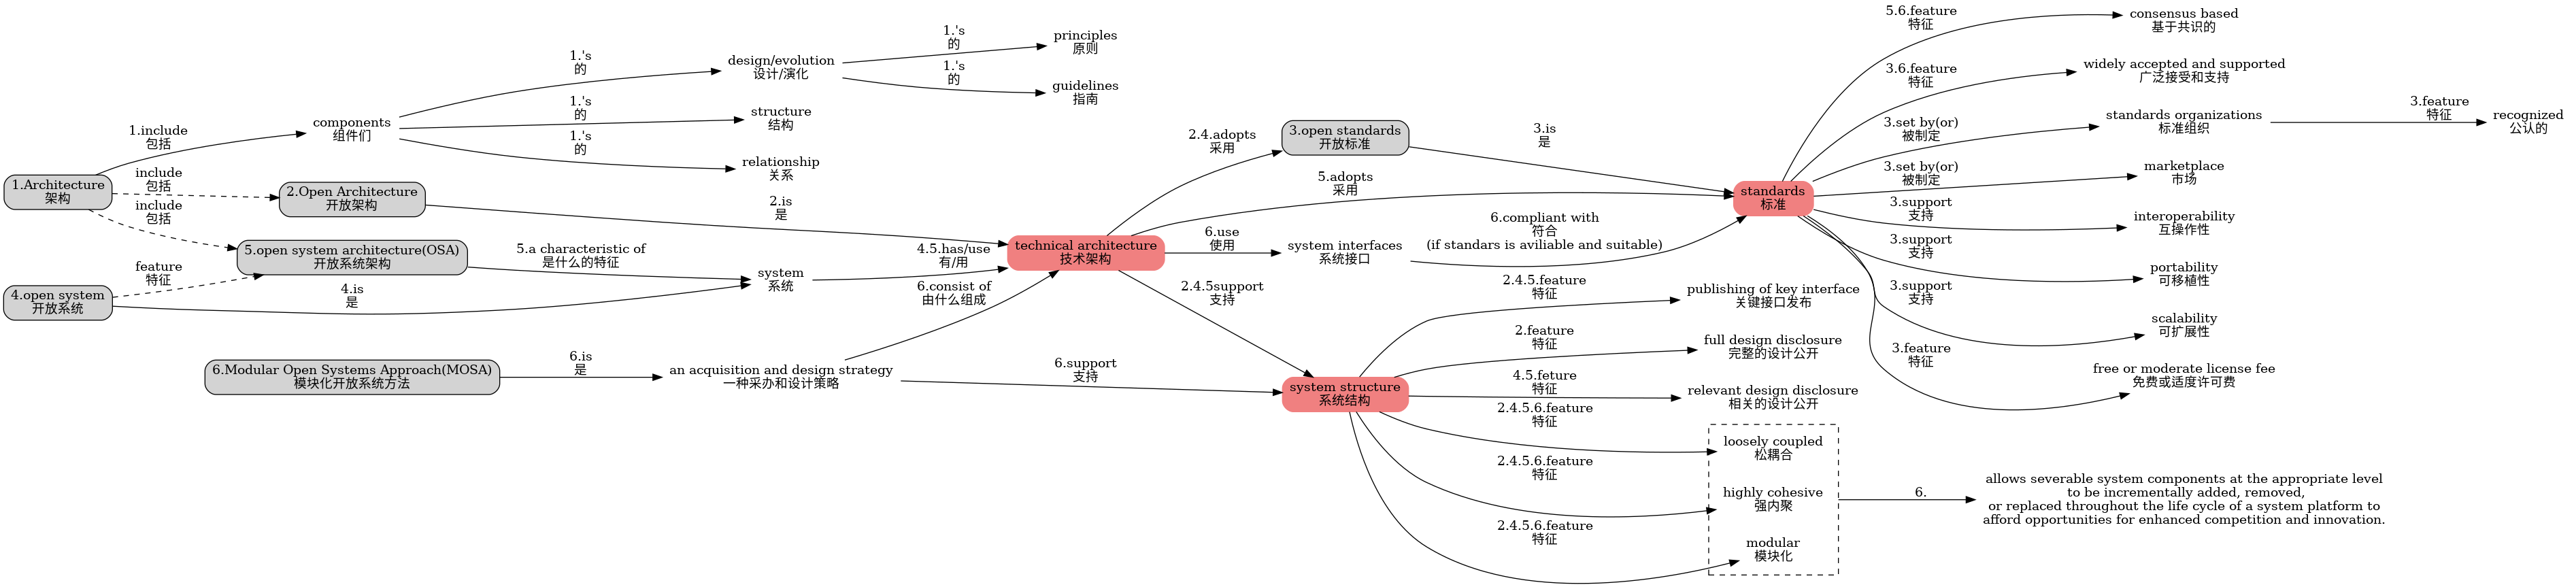 1.Architecture
架构
1.include
包括
components
组件们
1.'s
的
design/evolution
设计/演化
1.'s
的
principles
原则
1.'s
的
guidelines
指南
1.'s
的
structure
结构
1.'s
的
relationship
关系
include
包括
2.Open Architecture
开放架构
2.is
是
include
包括
5.open system architecture(OSA)
开放系统架构
5.a characteristic of
是什么的特征
4.open system
开放系统
feature
特征
4.is
是
system
系统
4.5.has/use
有/用
technical architecture
技术架构
6.Modular Open Systems Approach(MOSA)
模块化开放系统方法
6.is
是
an acquisition and design strategy
一种采办和设计策略
6.consist of
由什么组成
6.support
支持
2.4.adopts
采用
3.open standards
开放标准
3.is
是
5.adopts
采用
6.use
使用
system interfaces
系统接口
6.compliant with
符合
(if standars is aviliable and suitable)
2.4.5support
支持
system structure
系统结构
standards
标准
5.6.feature
特征
consensus based
基于共识的
3.6.feature
特征
widely accepted and supported
广泛接受和支持
3.set by(or)
被制定
standards organizations
标准组织
3.feature
特征
recognized
公认的
3.set by(or)
被制定
marketplace
市场
3.support
支持
interoperability
互操作性
3.support
支持
portability
可移植性
3.support
支持
scalability
可扩展性
3.feature
特征
free or moderate license fee
免费或适度许可费
2.4.5.feature
特征
publishing of key interface
关键接口发布
2.feature
特征
full design disclosure
完整的设计公开
4.5.feture
特征
relevant design disclosure
相关的设计公开
2.4.5.6.feature
特征
loosely coupled
松耦合
2.4.5.6.feature
特征
highly cohesive
强内聚
2.4.5.6.feature
特征
modular
模块化
6.
allows severable system components at the appropriate level
to be incrementally added, removed,
or replaced throughout the life cycle of a system platform to
afford opportunities for enhanced competition and innovation.